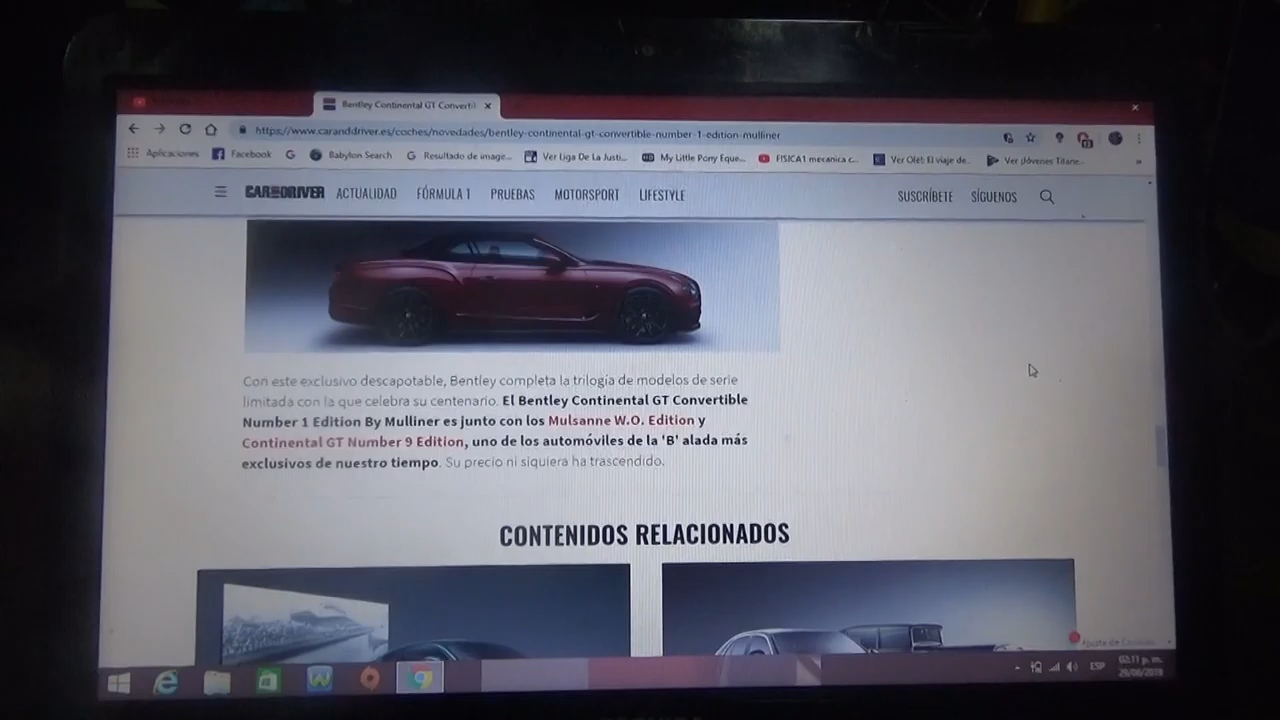 Bentley Continental GT Converti
https://www.caranddriver.es/coches/novedades/bentley-continental-gt-convertible-number-1-edition-mulliner
Aplicaciones Facebook G Babylon Search Resultado de image... Ver Liga De La Justi... My Little Pony Eque... FISICA1 mecanica c... Ver Olé!: El viaje de... Ver ¡Jóvenes Titane... »
CAR AND DRIVER ACTUALIDAD FÓRMULA 1 PRUEBAS MOTORSPORT LIFESTYLE SUSCRÍBETE SÍGUENOS
Con este exclusivo descapotable, Bentley completa la trilogía de modelos de serie
limitada con la que celebra su centenario. El Bentley Continental GT Convertible
Number 1 Edition By Mulliner es junto con los Mulsanne W.O. Edition y
Continental GT Number 9 Edition, uno de los automóviles de la 'B' alada más
exclusivos de nuestro tiempo. Su precio ni siquiera ha trascendido.
CONTENIDOS RELACIONADOS
ESP
02:11 p. m.